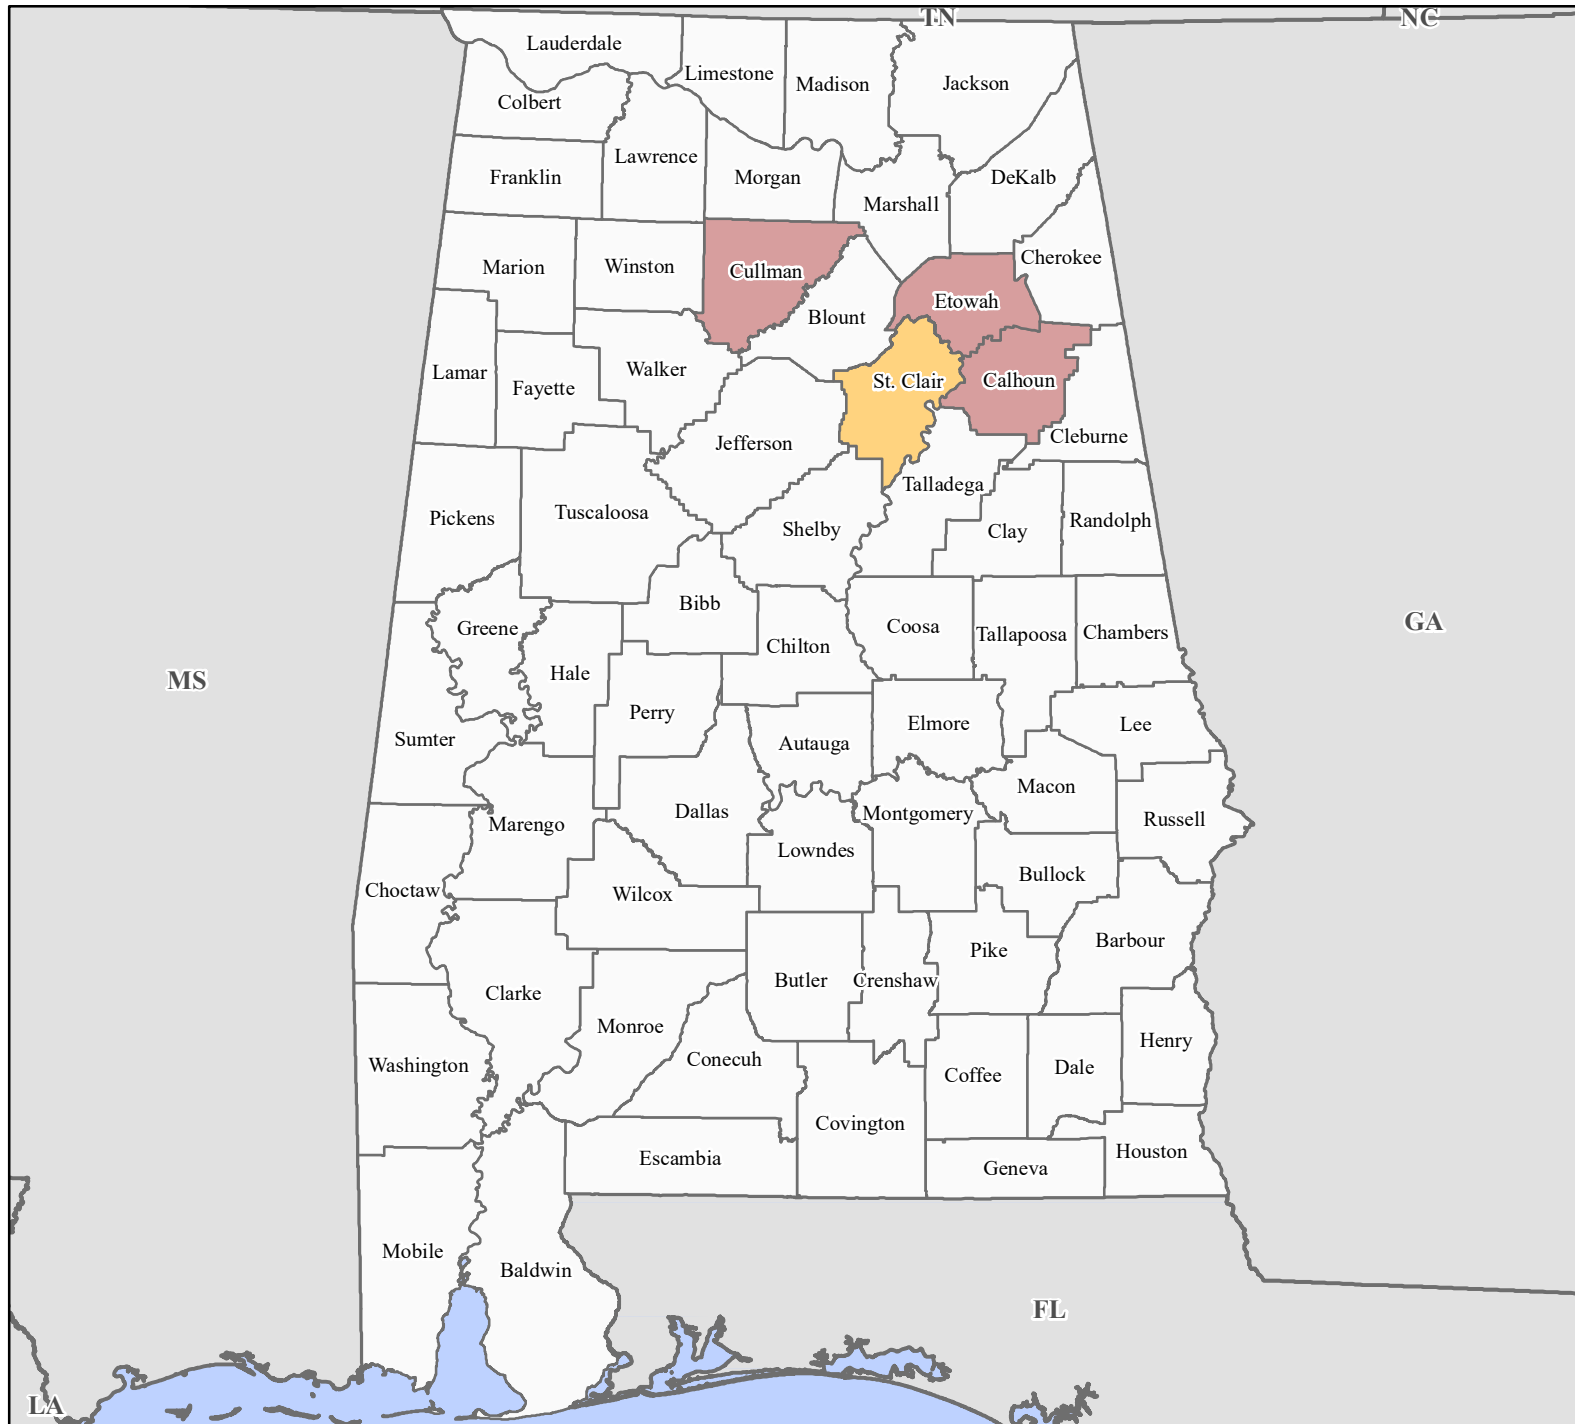 TN
NC
Lauderdale
Limestone
Madison
Jackson
Colbert
Lawrence
Franklin
Morgan
DeKalb
Marshall
Marion
Winston
Cullman
Cherokee
Etowah
Blount
Lamar
Fayette
Walker
St. Clair
Calhoun
Jefferson
Cleburne
Talladega
Pickens
Tuscaloosa
Shelby
Clay
Randolph
Bibb
GA
Greene
Coosa
Tallapoosa
Chambers
Chilton
Hale
MS
Perry
Sumter
Autauga
Elmore
Lee
Macon
Dallas
Montgomery
Marengo
Russell
Lowndes
Bullock
Choctaw
Wilcox
Barbour
Pike
Butler
Crenshaw
Clarke
Monroe
Henry
Conecuh
Washington
Coffee
Dale
Covington
Escambia
Geneva
Houston
Mobile
Baldwin
FL
LA